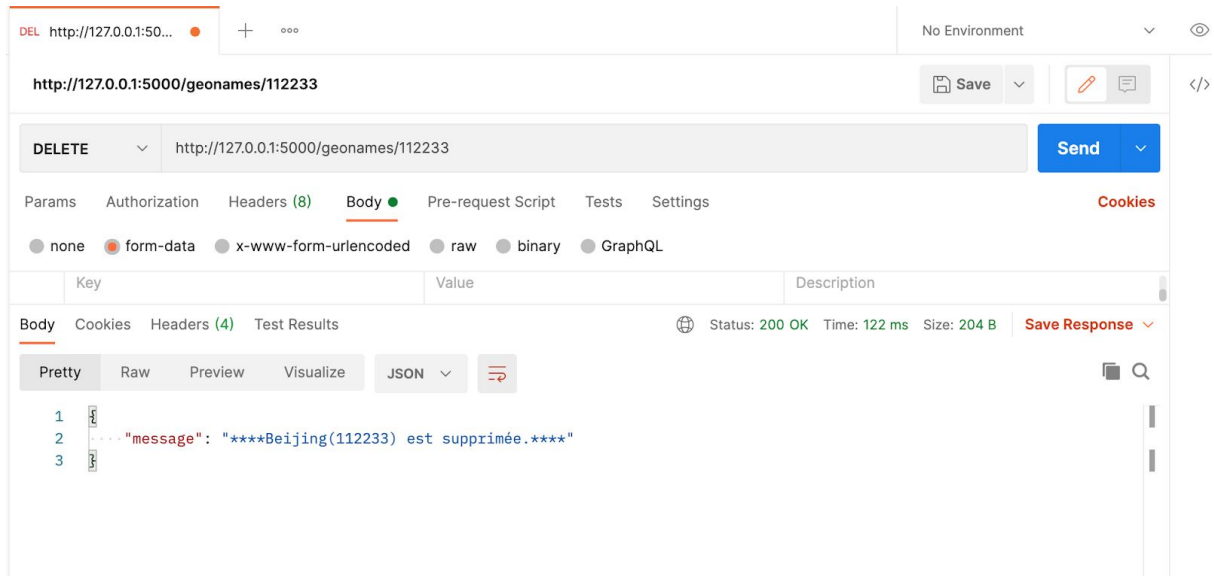 DEL http://127.0.0.1:50... + ooo No Environment
http://127.0.0.1:5000/geonames/112233 Save </>
DELETE http://127.0.0.1:5000/geonames/112233 Send
Params Authorization Headers (8) Body Pre-request Script Tests Settings Cookies
none form-data x-www-form-urlencoded raw binary GraphQL
Key Value Description
Body Cookies Headers (4) Test Results Status: 200 OK Time: 122 ms Size: 204 B Save Response
Pretty Raw Preview Visualize JSON
1 {
2 ····"message": "****Beijing(112233) est supprimée.****"
3 }